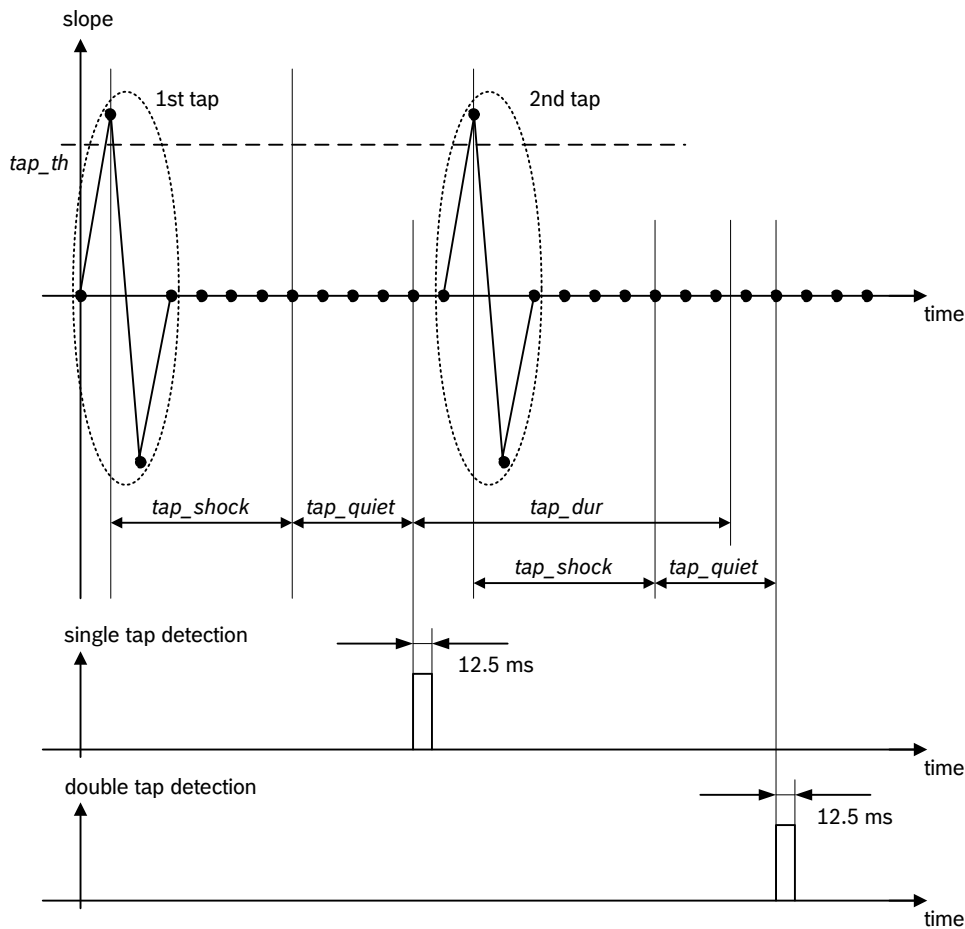 slope
1st tap
2nd tap
tap_th
time
tap_shock
tap_quiet
tap_dur
tap_shock
tap_quiet
single tap detection
12.5 ms
time
double tap detection
12.5 ms
time